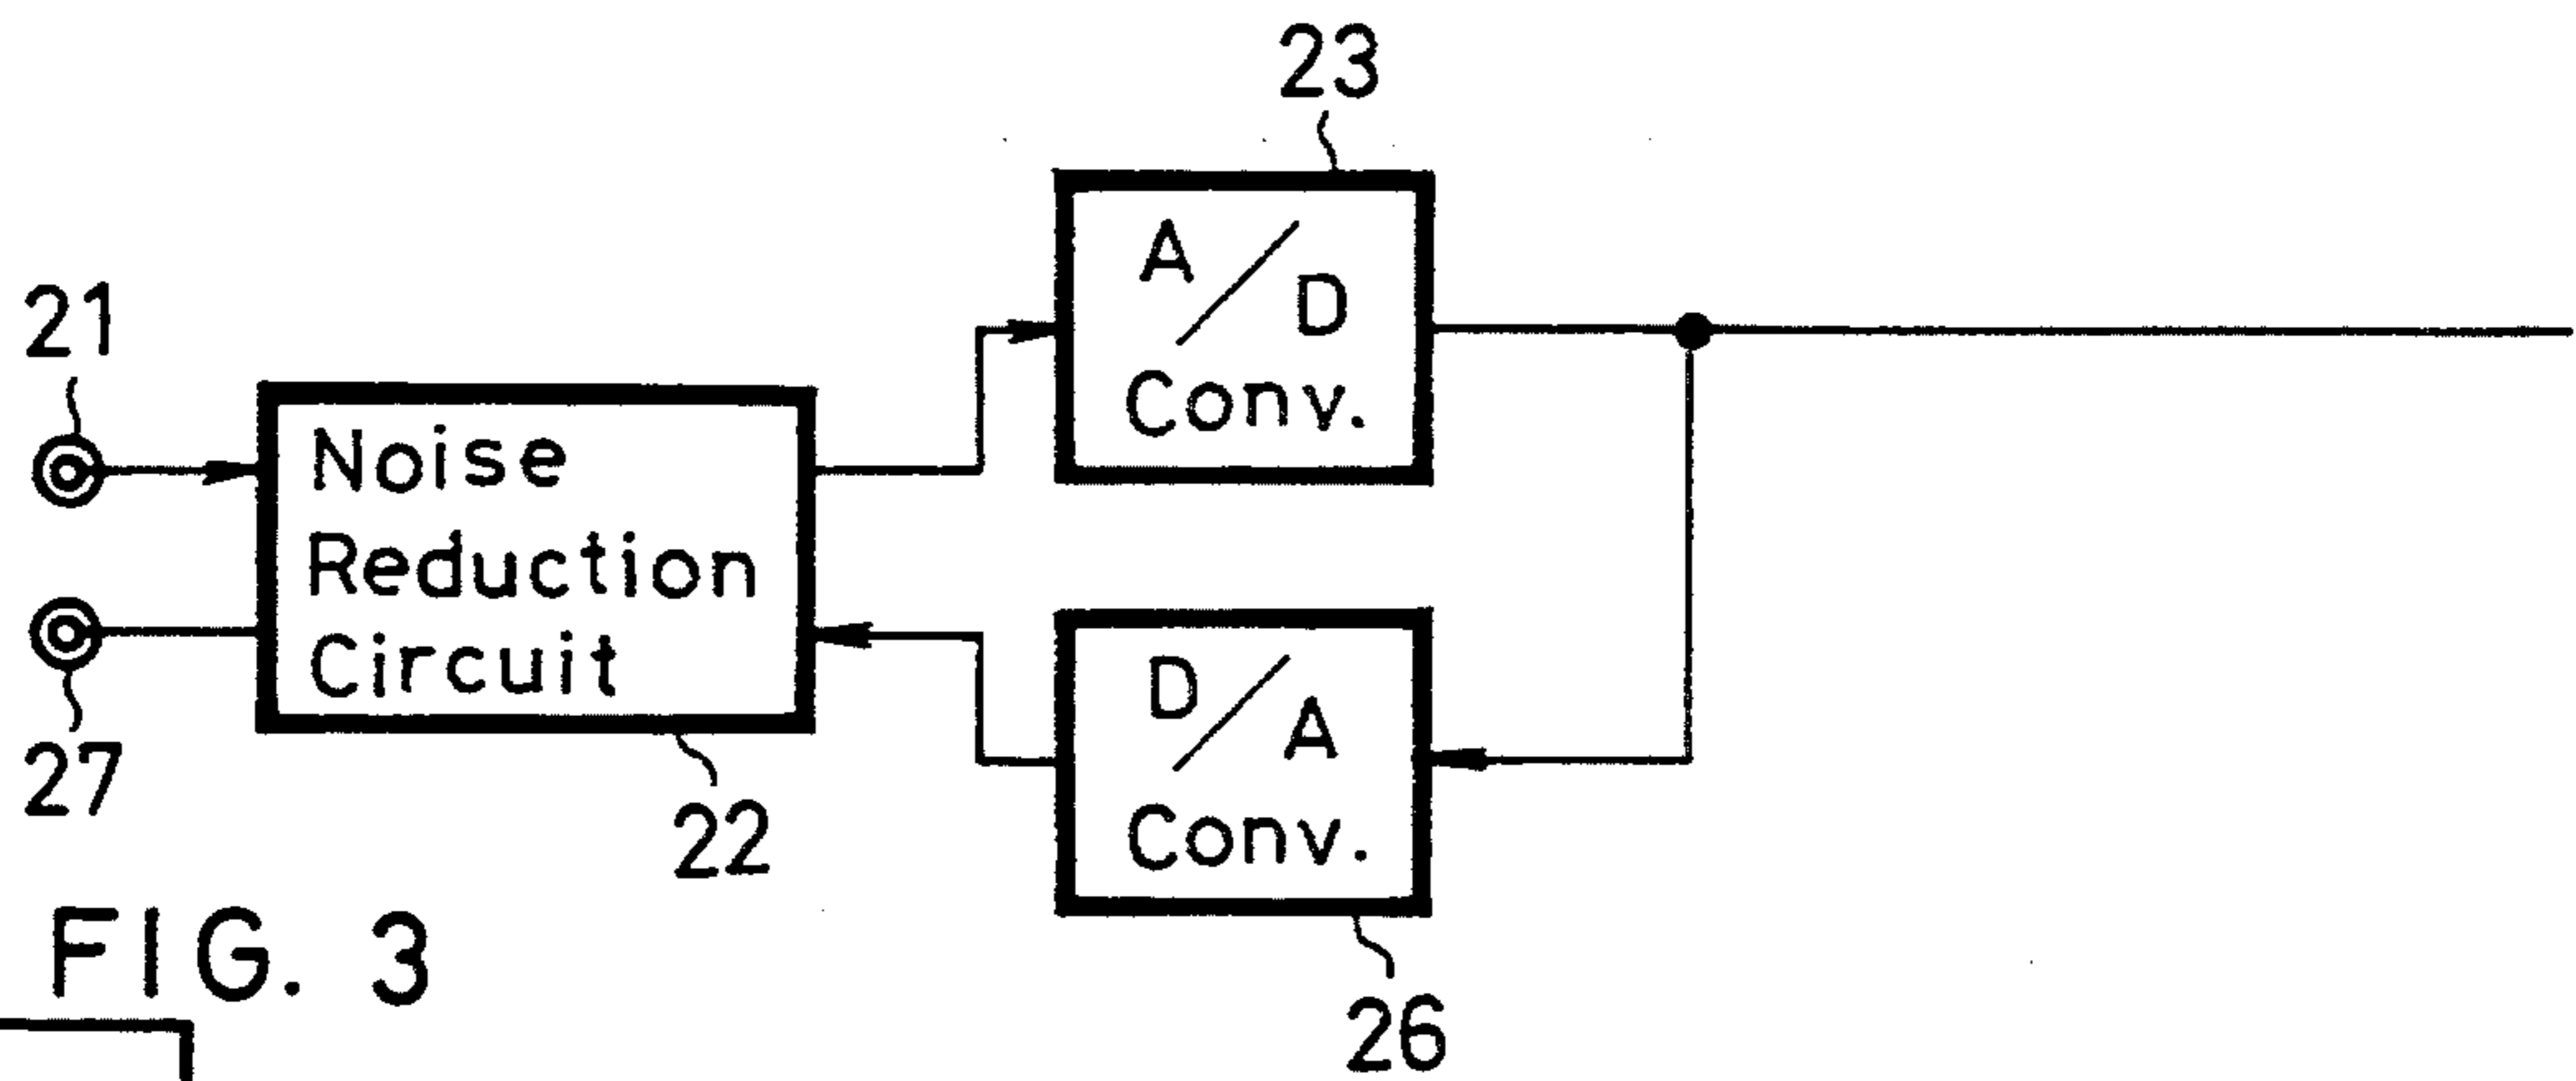 23
A/D
Conv.
21
Noise
Reduction
Circuit
27
22
D/A
Conv.
26
FIG. 3